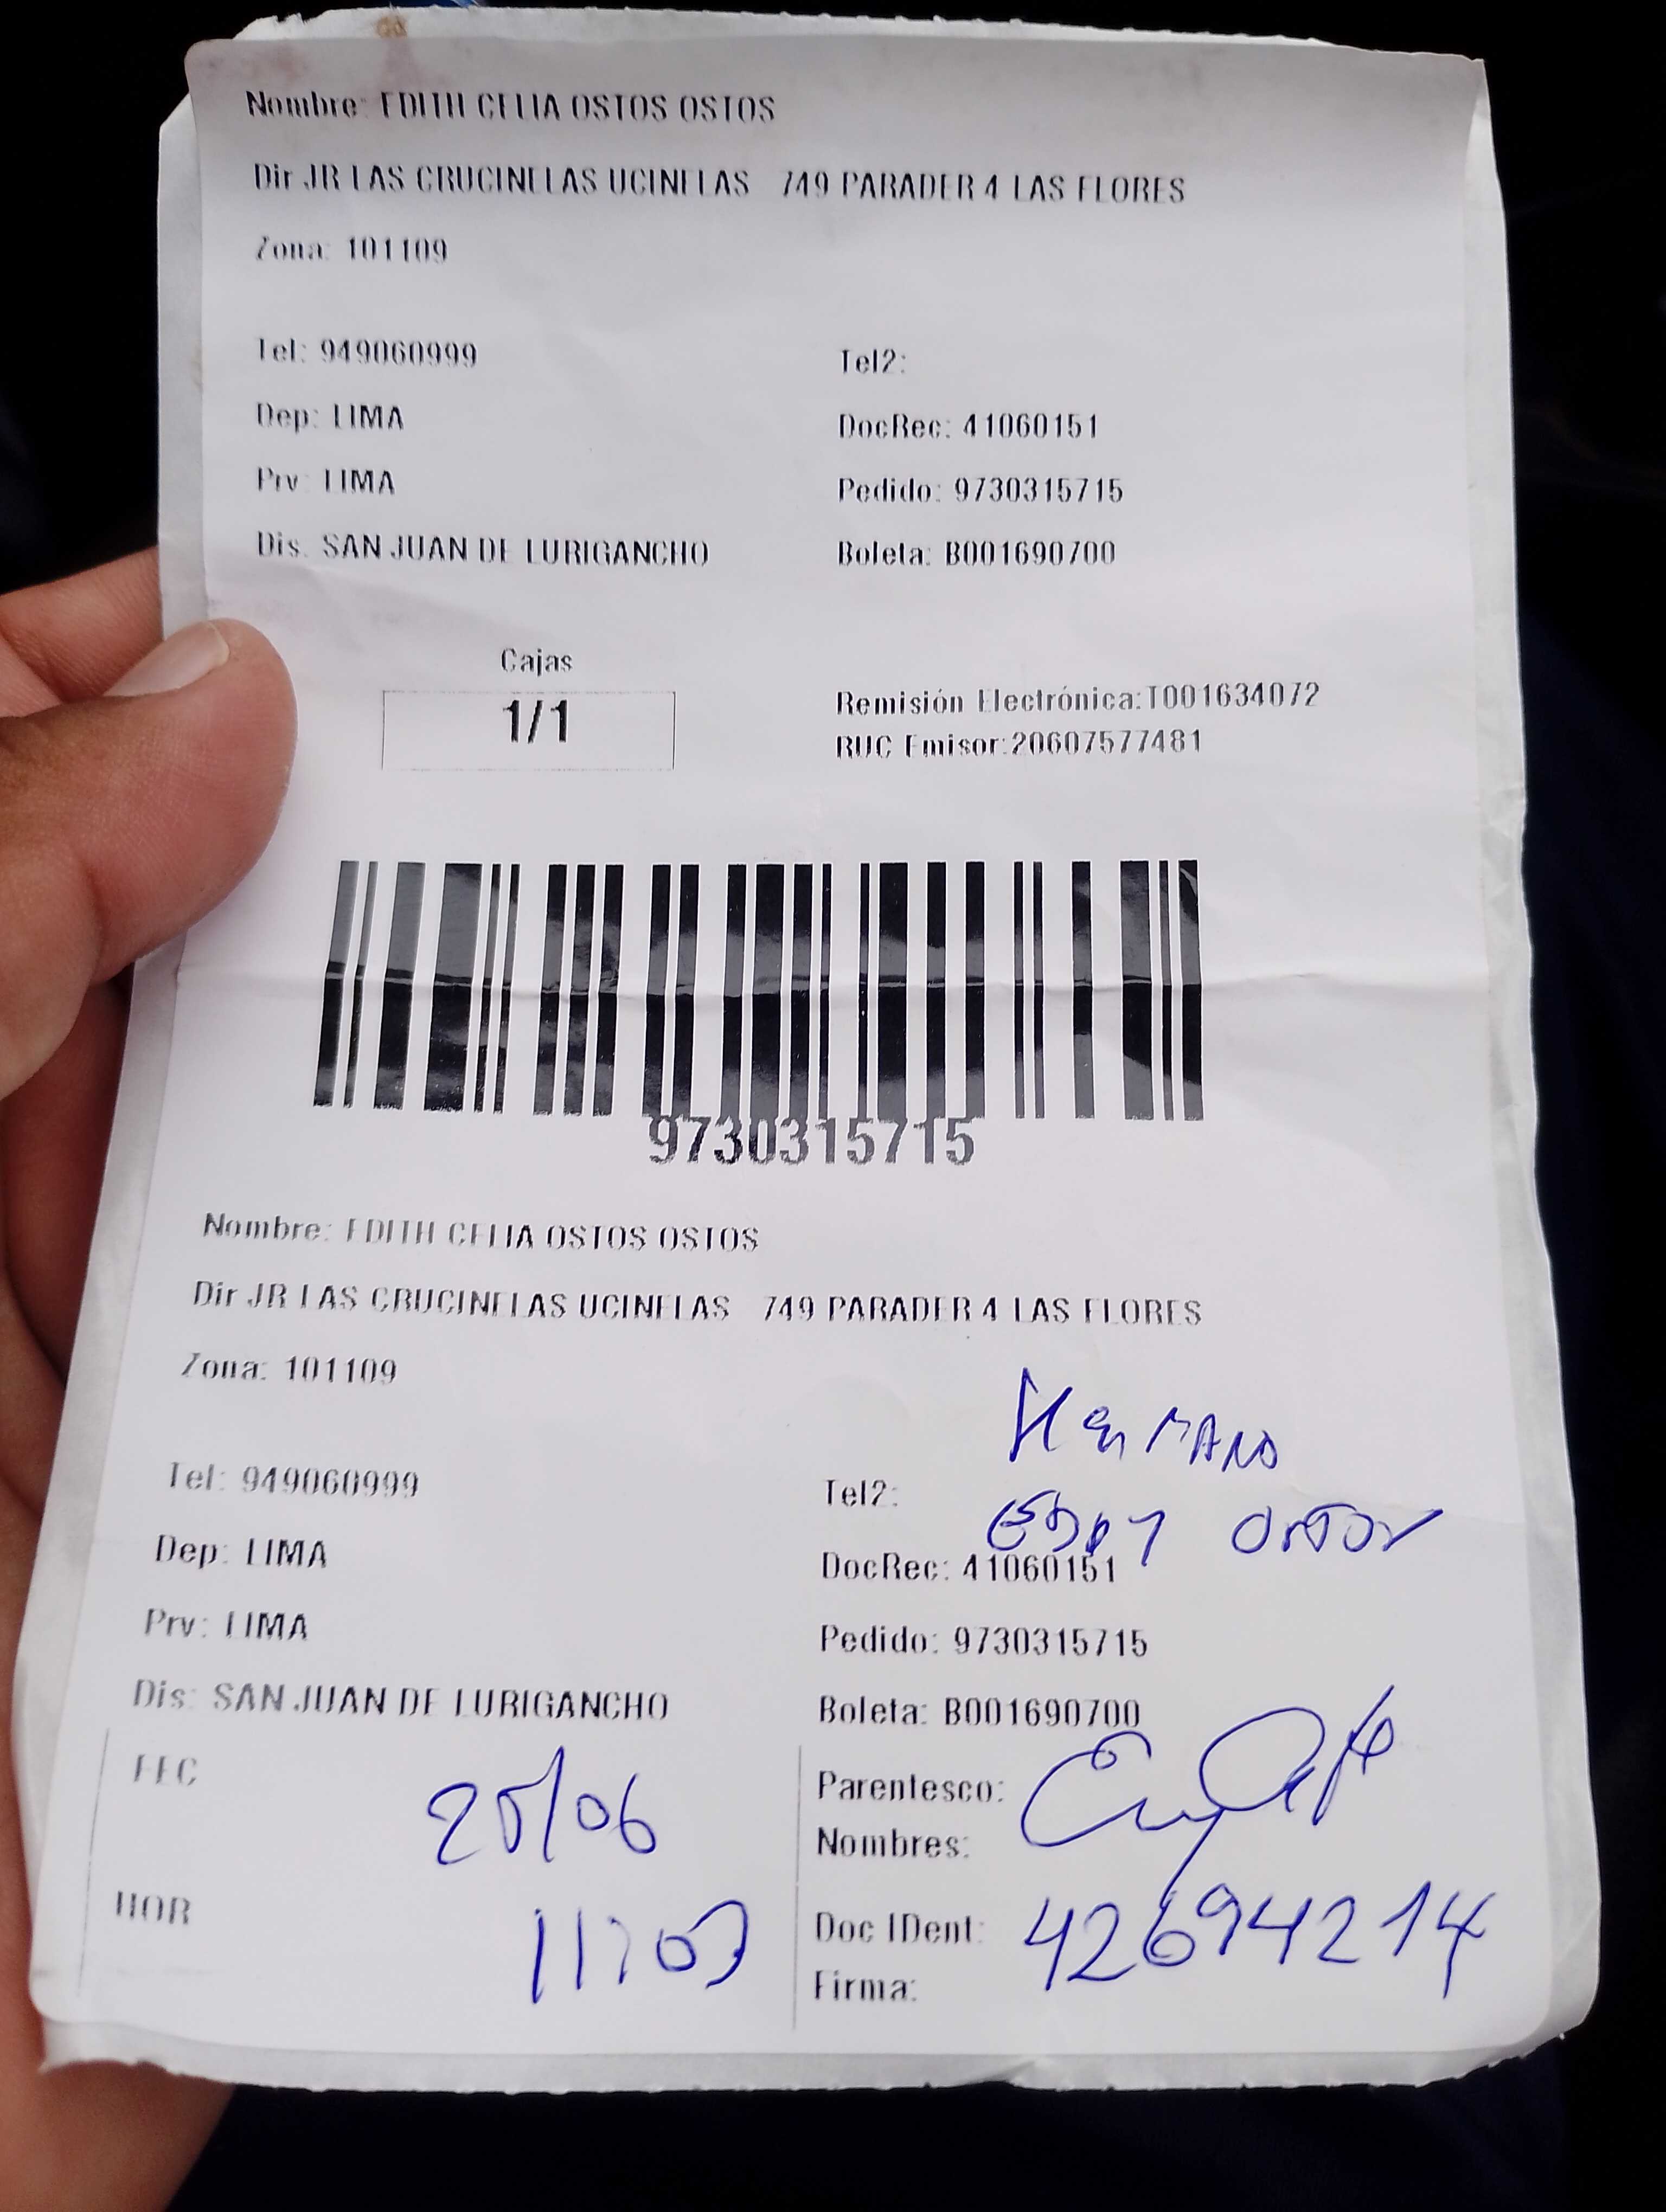 Nombre: EDITH CELIA OSTOS OSTOS
Dir JR LAS CRUCINELAS UCINELAS 749 PARADER 4 LAS FLORES
Zona: 101109
Tel: 949060999 Tel2:
Dep: LIMA DocRec: 41060151
Prv: LIMA Pedido: 9730315715
Dis: SAN JUAN DE LURIGANCHO Boleta: B001690700
Cajas
1/1
Remisión Electrónica:T001634072
RUC Emisor:20607577481
9730315715
Nombre: EDITH CELIA OSTOS OSTOS
Dir JR LAS CRUCINELAS UCINELAS 749 PARADER 4 LAS FLORES
Zona: 101109
HERMANO
Tel: 949060999 Tel2:
EDDY OSTOS
Dep: LIMA DocRec: 41060151
Prv: LIMA Pedido: 9730315715
Dis: SAN JUAN DE LURIGANCHO Boleta: B001690700
FEC 25/06 Parentesco:
Nombres:
HOR Doc IDent: 42694214
Firma: